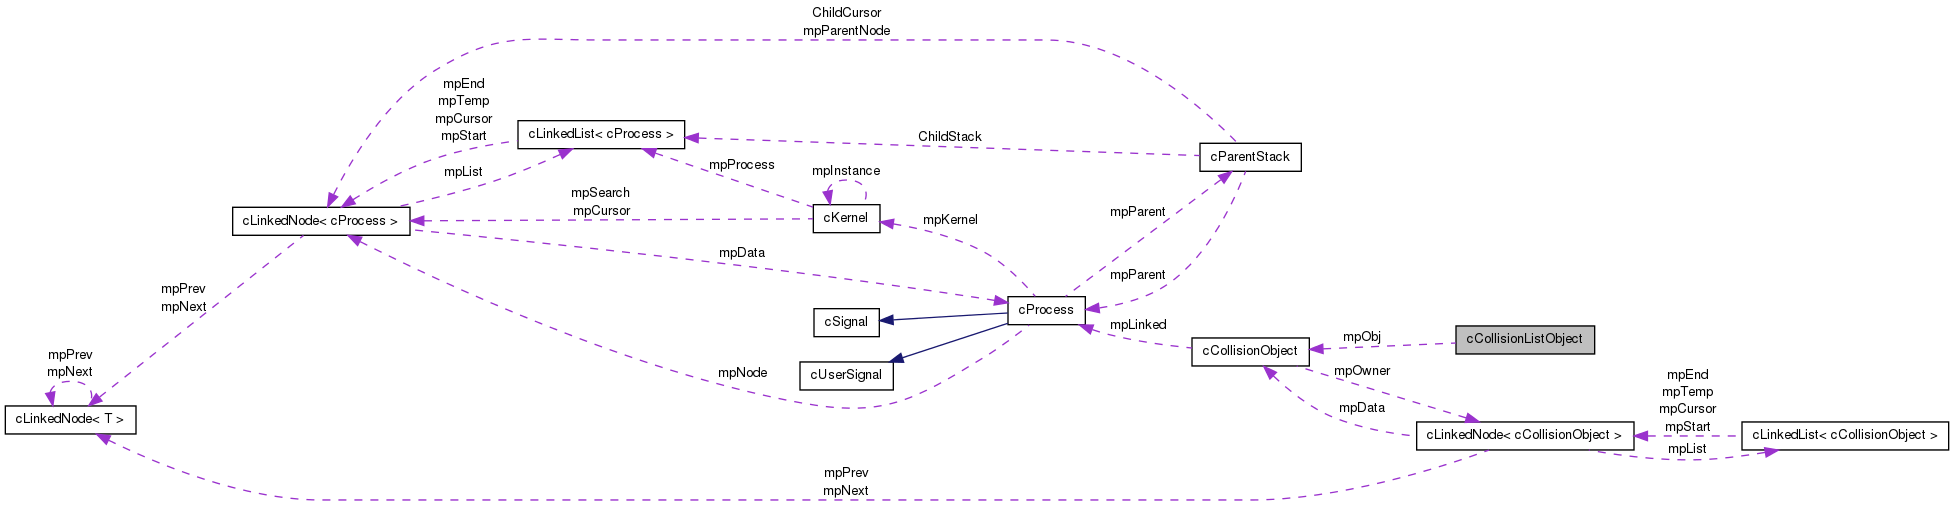 ChildCursor
mpParentNode
mpEnd
mpTemp
mpCursor
mpStart
cLinkedList< cProcess >
ChildStack
cParentStack
mpList
mpProcess
mpInstance
mpSearch
mpCursor
cKernel
mpKernel
mpParent
cLinkedNode< cProcess >
mpData
mpParent
mpPrev
mpNext
cSignal
cProcess
mpLinked
cCollisionObject
mpObj
cCollisionListObject
mpPrev
mpNext
cUserSignal
mpNode
mpOwner
mpEnd
mpTemp
mpCursor
mpStart
cLinkedNode< T >
mpData
cLinkedNode< cCollisionObject >
cLinkedList< cCollisionObject >
mpList
mpPrev
mpNext